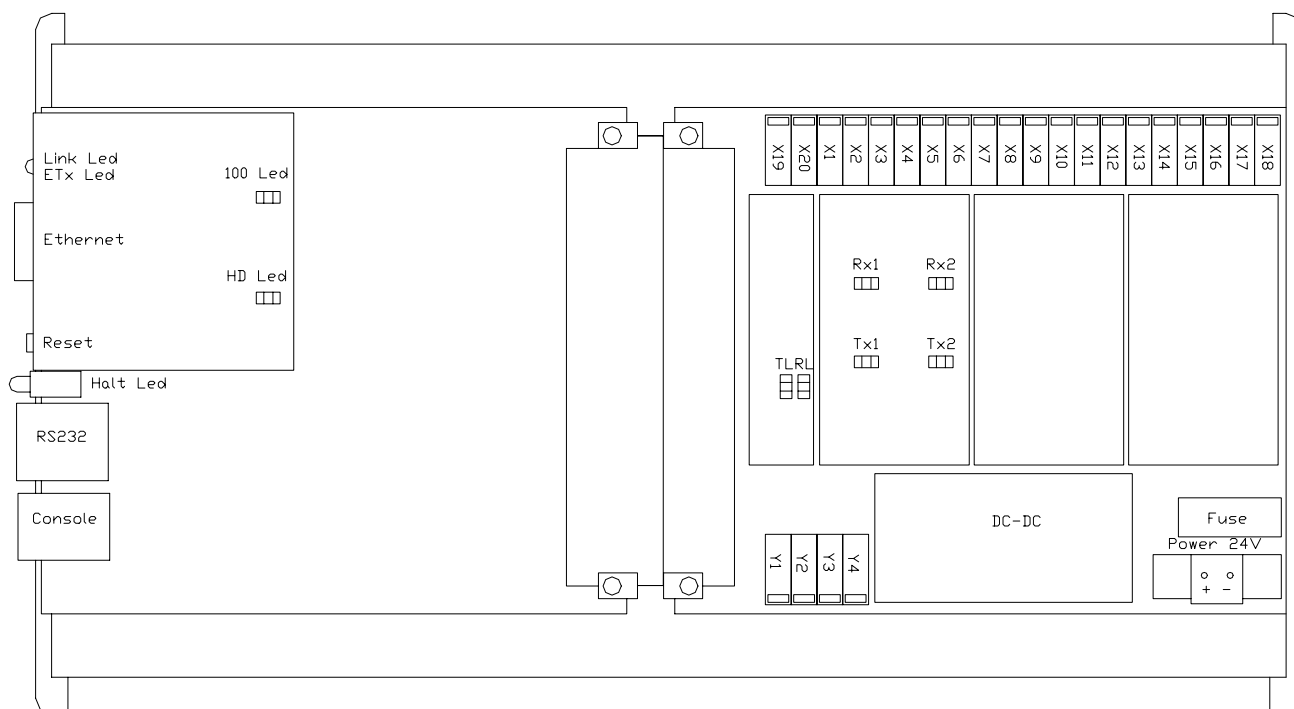 X19 X20 X1 X2 X3 X4 X5 X6 X7 X8 X9 X10 X11 X12 X13 X14 X15 X16 X17 X18
Link Led
ETx Led
100 Led
Ethernet
HD Led
Reset
Halt Led
RS232
Console
Rx1 Rx2
Tx1 Tx2
TL RL
DC-DC
Fuse
Power 24V
+ -
Y1 Y2 Y3 Y4